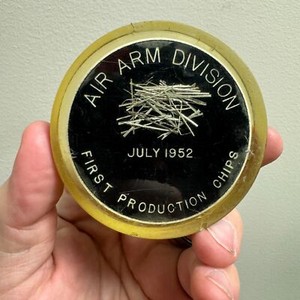 AIR ARM DIVISION
JULY 1952
FIRST PRODUCTION CHIPS